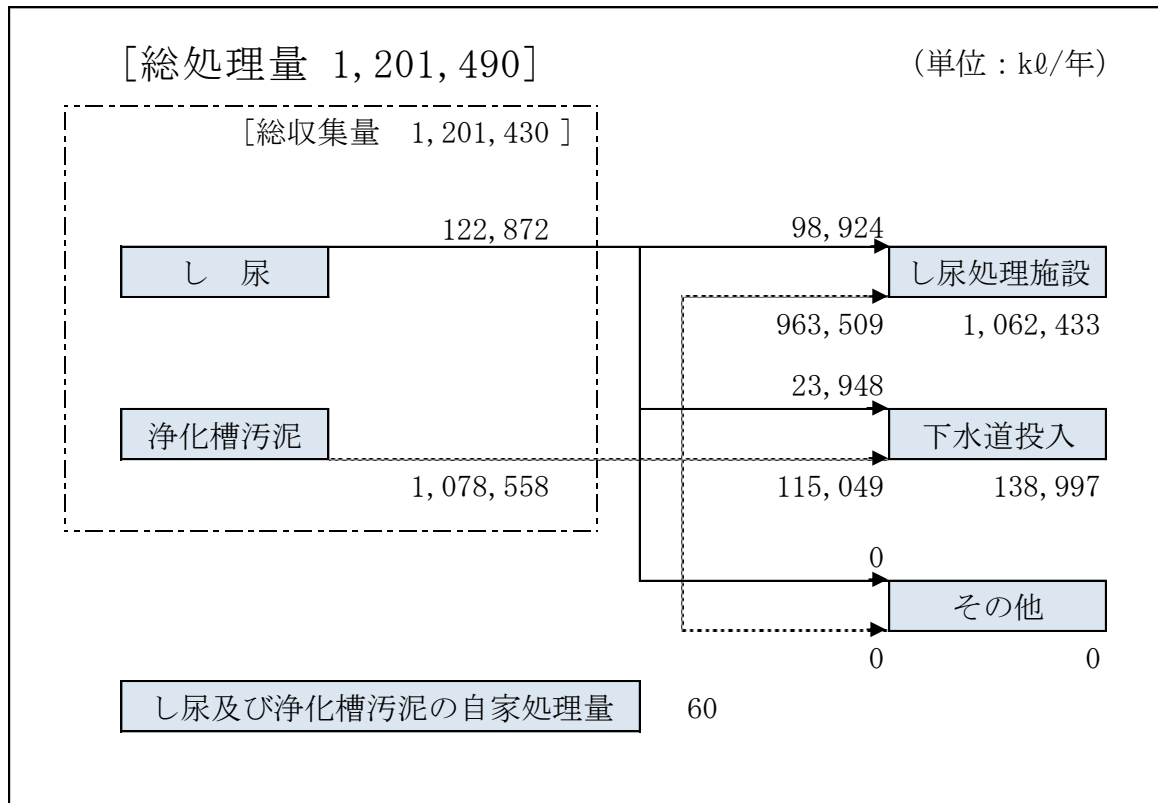 [総処理量 1,201,490]
(単位：kℓ/年)
[総収集量 1,201,430 ]
122,872
98,924
し 尿
し尿処理施設
963,509
1,062,433
23,948
浄化槽汚泥
下水道投入
1,078,558
115,049
138,997
0
その他
0
0
し尿及び浄化槽汚泥の自家処理量
60